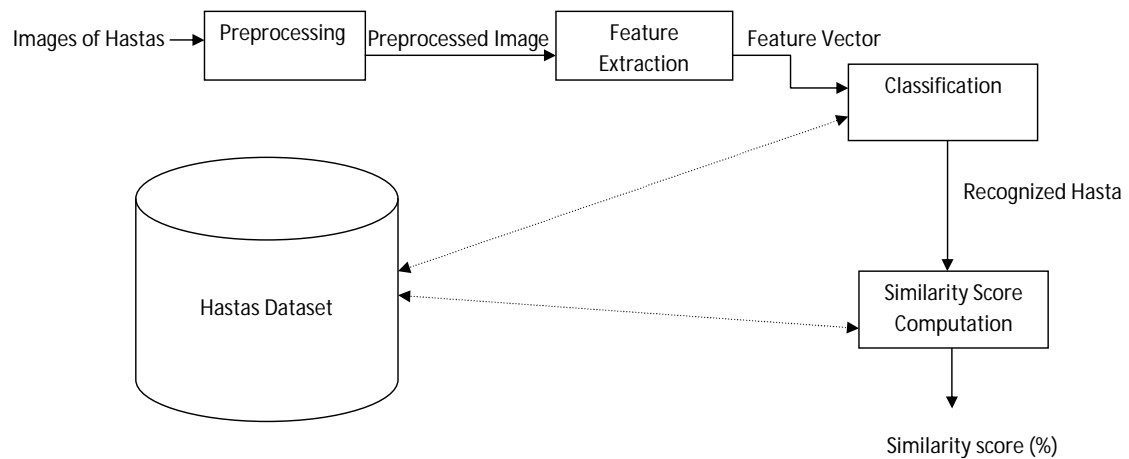 Images of Hastas
Preprocessing
Preprocessed Image
Feature
Extraction
Feature Vector
Classification
Recognized Hasta
Hastas Dataset
Similarity Score
Computation
Similarity score (%)